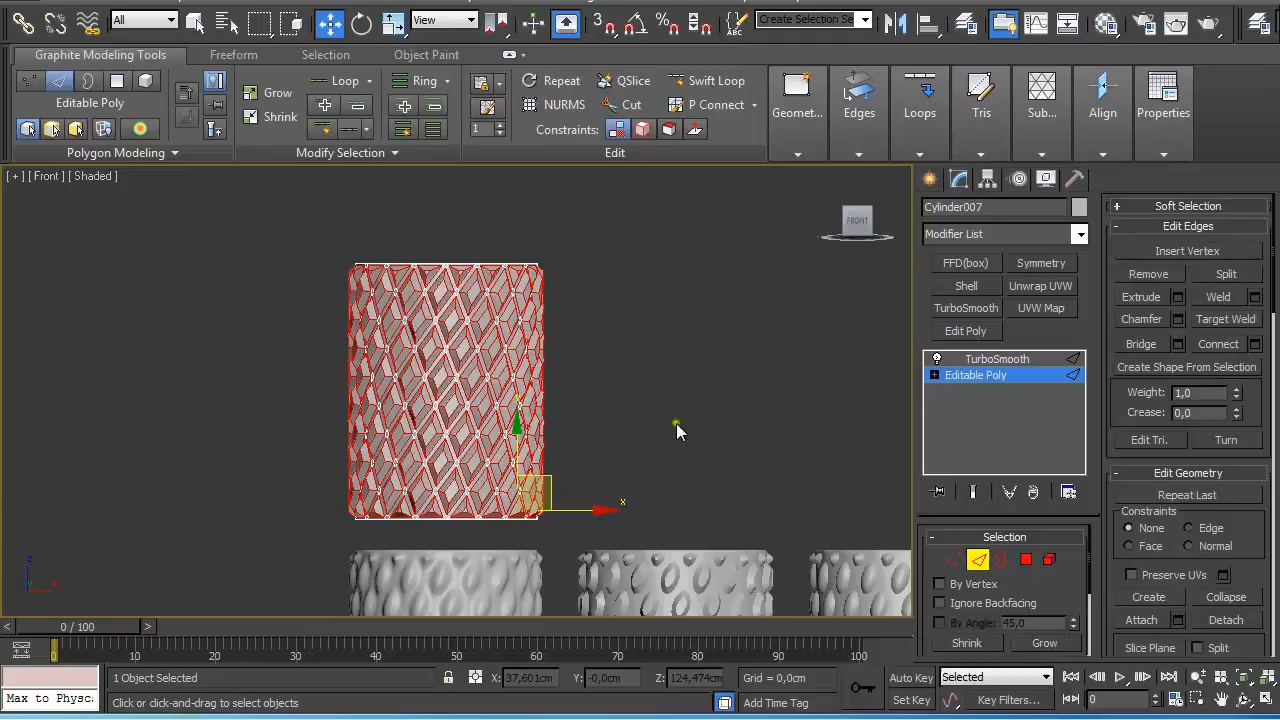 All
View
3
Create Selection Se
ABC
Graphite Modeling Tools
Freeform
Selection
Object Paint
Editable Poly
Polygon Modeling
Grow
Shrink
Loop
Ring
Modify Selection
1
Repeat
QSlice
Swift Loop
NURMS
Cut
P Connect
Constraints:
Edit
Geomet...
Edges
Loops
Tris
Sub...
Align
Properties
[ + ] [ Front ] [ Shaded ]
FRONT
x
z
Cylinder007
Modifier List
FFD(box)
Symmetry
Shell
Unwrap UVW
TurboSmooth
UVW Map
Edit Poly
TurboSmooth
Editable Poly
Selection
By Vertex
Ignore Backfacing
By Angle: 45,0
Shrink
Grow
Soft Selection
Edit Edges
Insert Vertex
Remove
Split
Extrude
Weld
Chamfer
Target Weld
Bridge
Connect
Create Shape From Selection
Weight: 1,0
Crease: 0,0
Edit Tri.
Turn
Edit Geometry
Repeat Last
Constraints
None
Edge
Face
Normal
Preserve UVs
Create
Collapse
Attach
Detach
Slice Plane
Split
0 / 100
0 10 20 30 40 50 60 70 80 90 100
1 Object Selected
X: 37,601cm
Y: -0,0cm
Z: 124,474cm
Grid = 0,0cm
Auto Key
Selected
Max to Physc
Click or click-and-drag to select objects
Add Time Tag
Set Key
Key Filters...
0